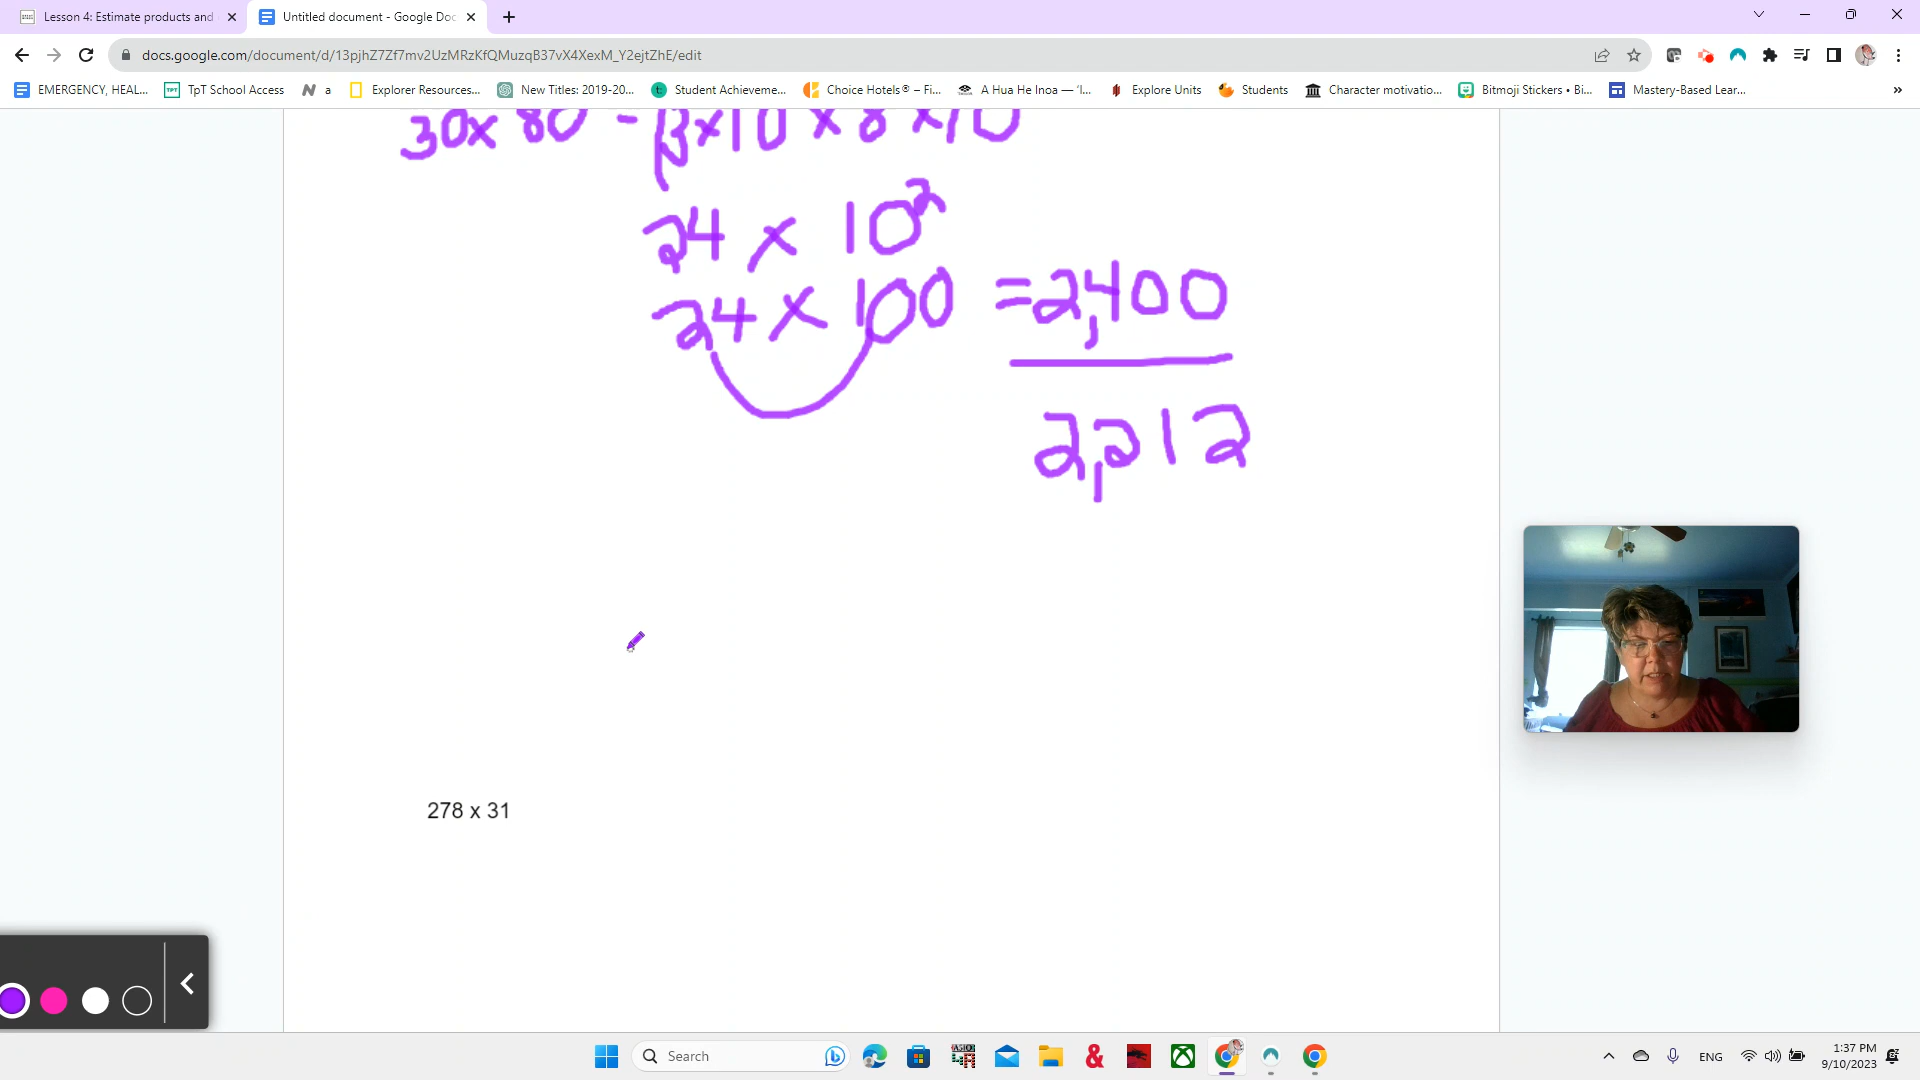 Lesson 4: Estimate products and
Untitled document - Google Doc
docs.google.com/document/d/13pjhZ7Zf7mv2UzMRzKfQMuzqB37vX4XexM_Y2ejtZhE/edit
EMERGENCY, HEAL... TpT School Access a Explorer Resources... New Titles: 2019-20... Student Achieveme... Choice Hotels® – Fi... A Hua He Inoa — 'I... Explore Units Students Character motivatio... Bitmoji Stickers • Bi... Mastery-Based Lear... »
30x 80 - 3x10 x 8 x10
24 x 10²
24 x 100 = 2,400
2,212
278 x 31
Search
ENG
1:37 PM
9/10/2023